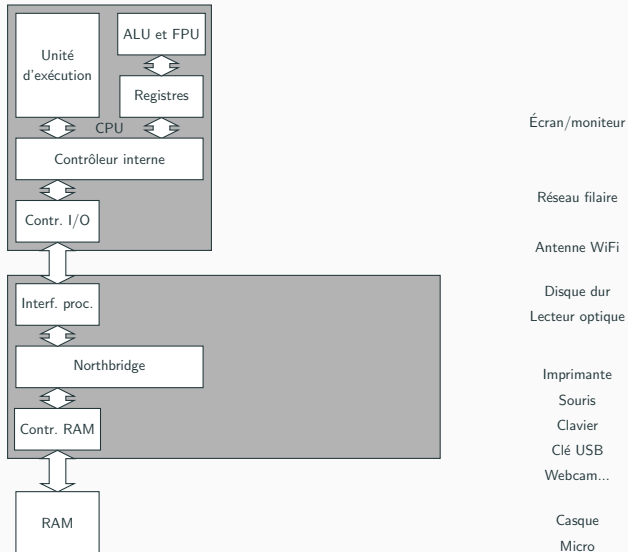 Unité
d'exécution
ALU et FPU
Registres
CPU
Contrôleur interne
Contr. I/O
Interf. proc.
Northbridge
Contr. RAM
RAM
Écran/moniteur
Réseau filaire
Antenne WiFi
Disque dur
Lecteur optique
Imprimante
Souris
Clavier
Clé USB
Webcam...
Casque
Micro